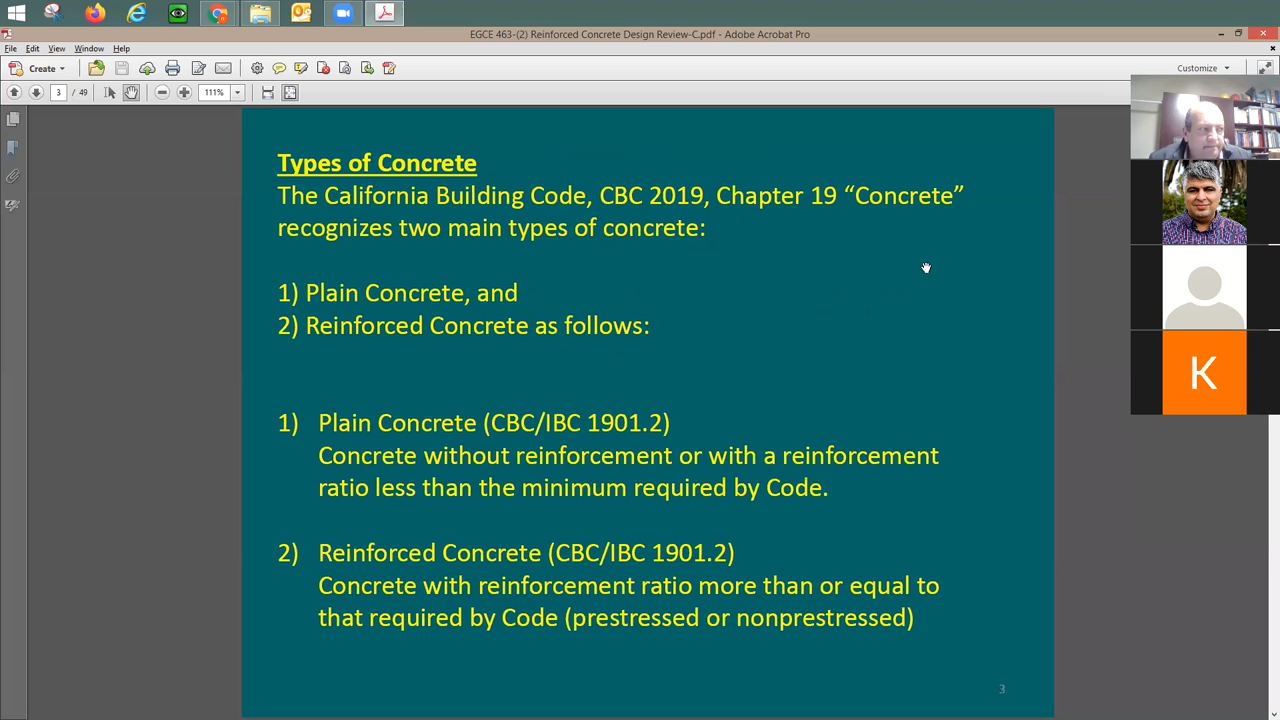 EGCE 463-(2) Reinforced Concrete Design Review-C.pdf - Adobe Acrobat Pro
File Edit View Window Help
Create
Customize
3 / 49
111%
Types of Concrete
The California Building Code, CBC 2019, Chapter 19 “Concrete”
recognizes two main types of concrete:
1) Plain Concrete, and
2) Reinforced Concrete as follows:
1) Plain Concrete (CBC/IBC 1901.2)
Concrete without reinforcement or with a reinforcement
ratio less than the minimum required by Code.
2) Reinforced Concrete (CBC/IBC 1901.2)
Concrete with reinforcement ratio more than or equal to
that required by Code (prestressed or nonprestressed)
3
K